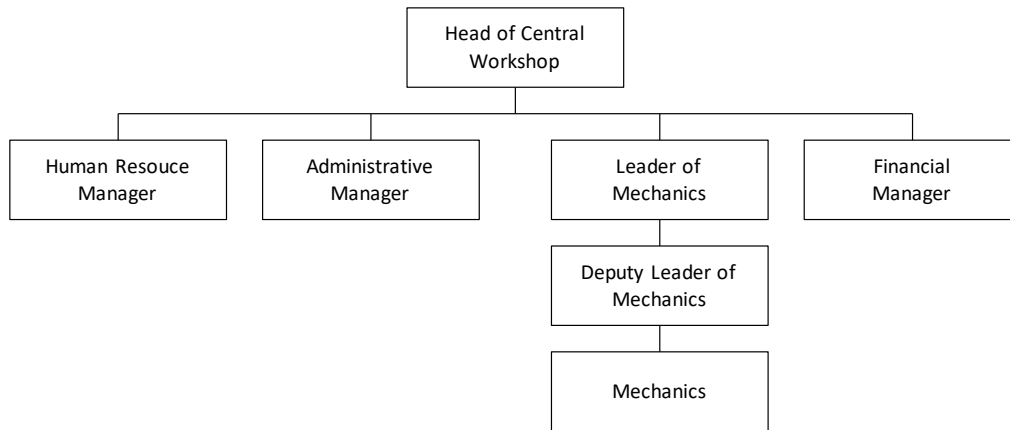 Head of Central
Workshop
Human Resouce
Manager
Administrative
Manager
Leader of
Mechanics
Financial
Manager
Deputy Leader of
Mechanics
Mechanics